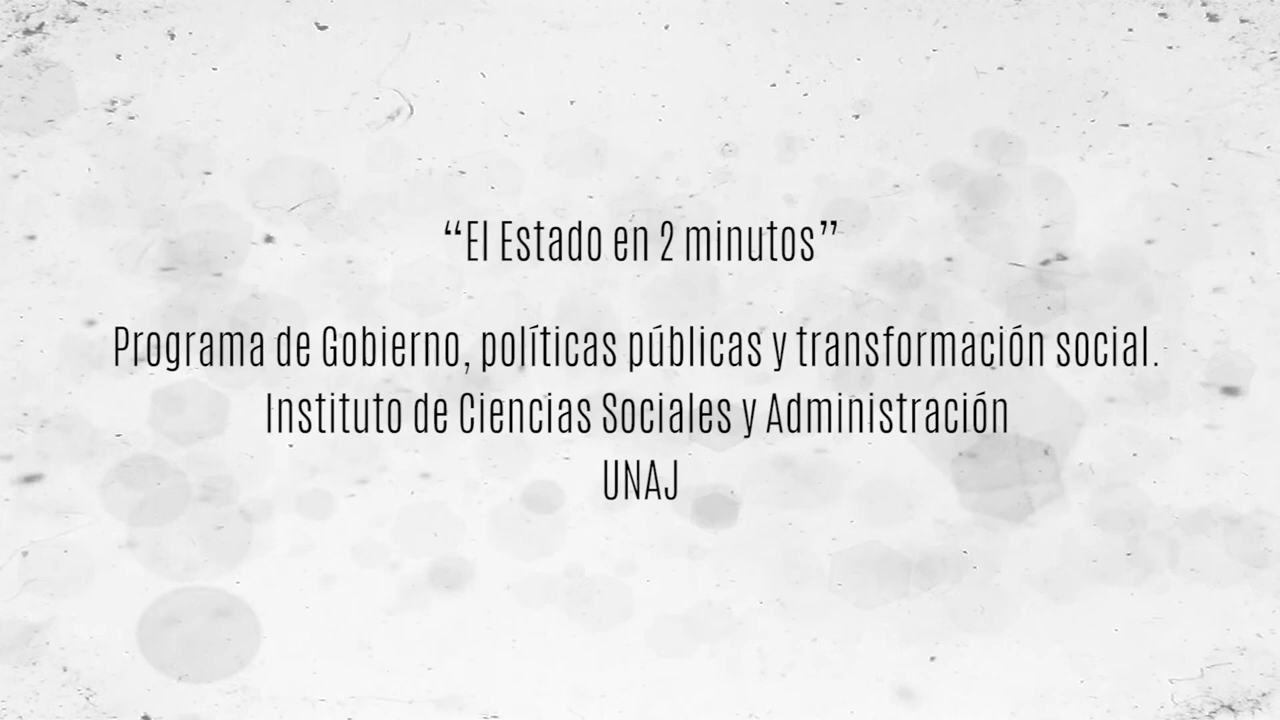 “El Estado en 2 minutos”
Programa de Gobierno, políticas públicas y transformación social.
Instituto de Ciencias Sociales y Administración
UNAJ